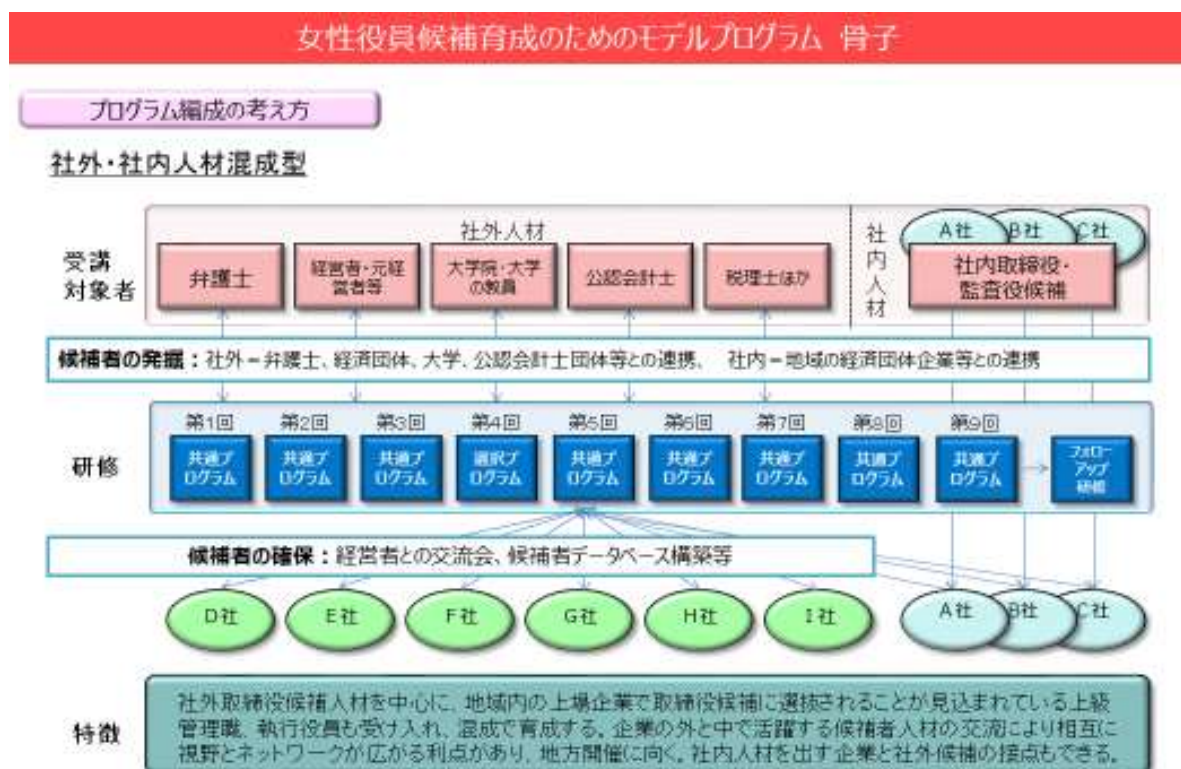 女性役員候補育成のためのモデルプログラム 骨子
プログラム編成の考え方
社外・社内人材混成型
受講
対象者
社外人材
弁護士
経営者・元経
営者等
大学院・大学
の教員
公認会計士
税理士ほか
社
内
人
材
A社
B社
C社
社内取締役・
監査役候補
候補者の発掘：社外＝弁護士、経済団体、大学、公認会計士団体等との連携、 社内＝地域の経済団体企業等との連携
研修
第1回
共通プ
ログラム
第2回
共通プ
ログラム
第3回
共通プ
ログラム
第4回
選択プ
ログラム
第5回
共通プ
ログラム
第6回
共通プ
ログラム
第7回
共通プ
ログラム
第8回
共通プ
ログラム
第9回
共通プ
ログラム
フォロー
アップ
研修
候補者の確保：経営者との交流会、候補者データベース構築等
D社
E社
F社
G社
H社
I社
A社
B社
C社
特徴
社外取締役候補人材を中心に、地域内の上場企業で取締役候補に選抜されることが見込まれている上級
管理職、執行役員も受け入れ、混成で育成する。企業の外と中で活躍する候補者人材の交流により相互に
視野とネットワークが広がる利点があり、地方開催に向く。社内人材を出す企業と社外候補の接点もできる。